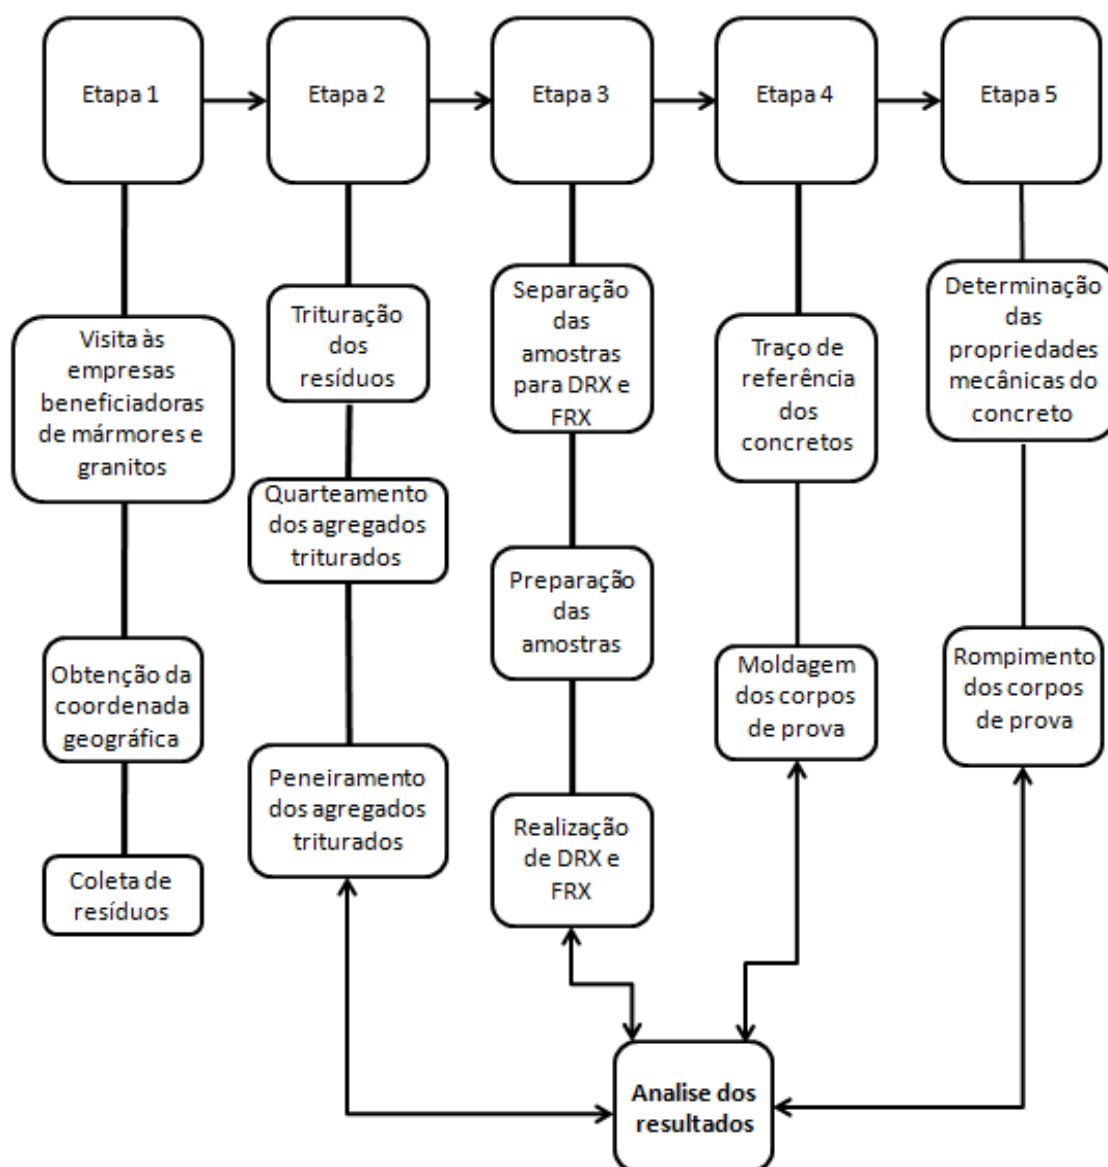 Etapa 1
Etapa 2
Etapa 3
Etapa 4
Etapa 5
Visita às
empresas
beneficiadoras
de mármores e
granitos
Obtenção da
coordenada
geográfica
Coleta de
resíduos
Trituração
dos
resíduos
Quarteamento
dos agregados
triturados
Peneiramento
dos agregados
triturados
Separação
das
amostras
para DRX e
FRX
Preparação
das
amostras
Realização
de DRX e
FRX
Traço de
referência
dos
concretos
Moldagem
dos corpos
de prova
Determinação
das
propriedades
mecânicas do
concreto
Rompimento
dos corpos
de prova
Analise dos
resultados